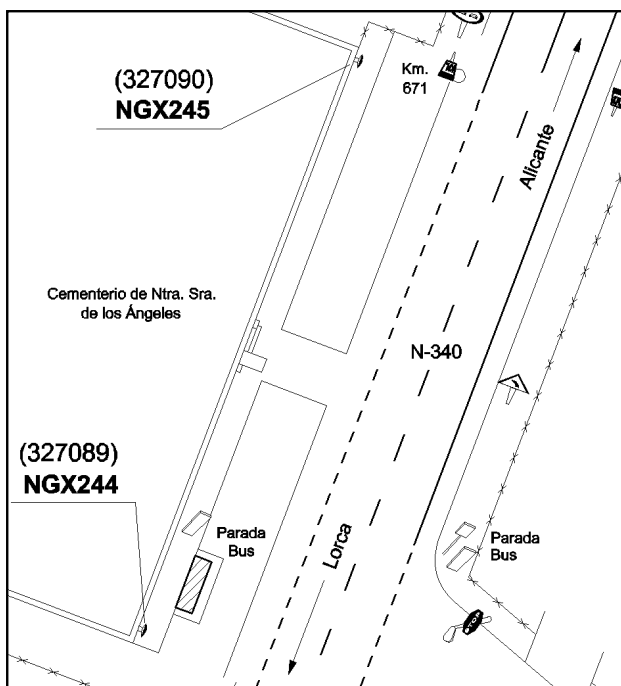 Km.
671
(327090)
NGX245
Alicante
Cementerio de Ntra. Sra.
de los Ángeles
N-340
(327089)
NGX244
Parada
Bus
Lorca
Parada
Bus
STOP